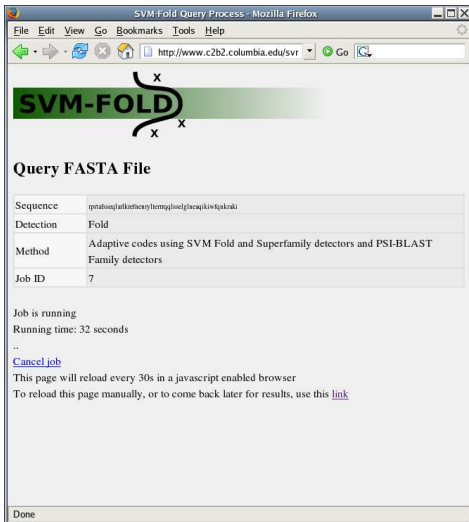 SVM-Fold Query Process - Mozilla Firefox
File Edit View Go Bookmarks Tools Help
http://www.c2b2.columbia.edu/svr Go
SVM-FOLD
x
x
x
Query FASTA File
Sequence
Detection Fold
Method Adaptive codes using SVM Fold and Superfamily detectors and PSI-BLAST
Family detectors
Job ID 7
Job is running
Running time: 32 seconds
..
Cancel job
This page will reload every 30s in a javascript enabled browser
To reload this page manually, or to come back later for results, use this link
Done